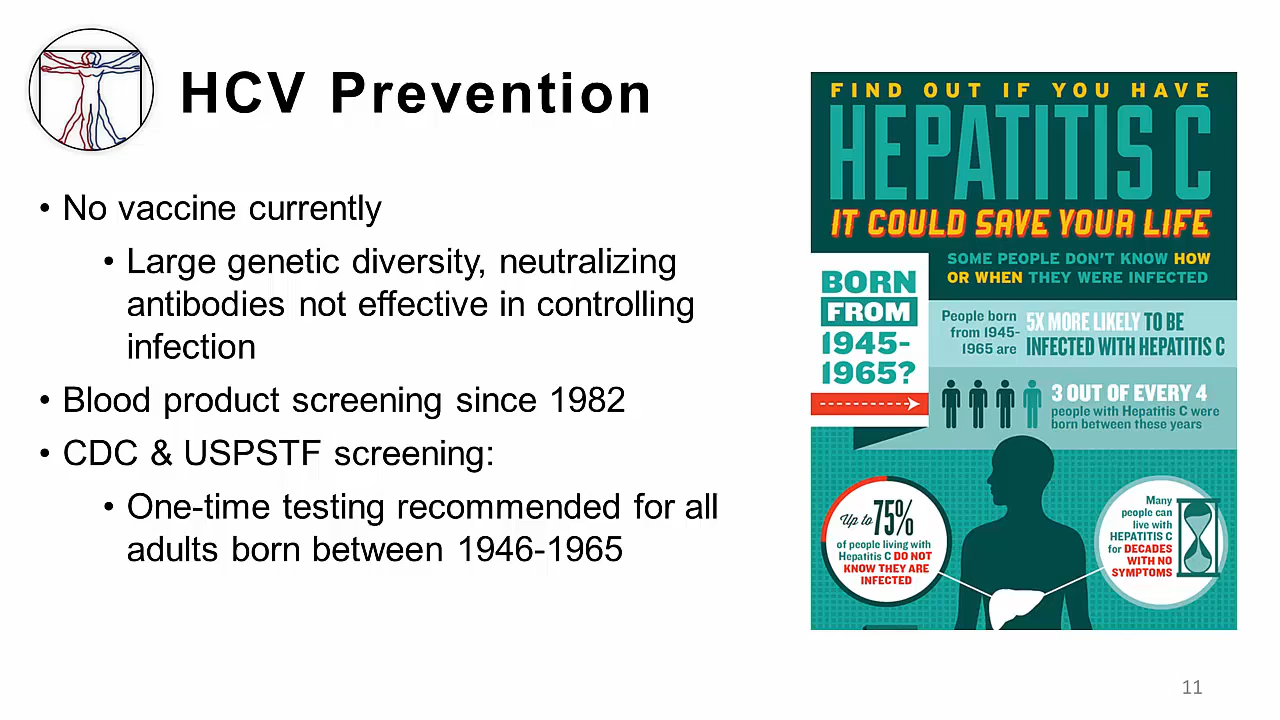 HCV Prevention
• No vaccine currently
• Large genetic diversity, neutralizing
antibodies not effective in controlling
infection
• Blood product screening since 1982
• CDC & USPSTF screening:
• One-time testing recommended for all
adults born between 1946-1965
FIND OUT IF YOU HAVE
HEPATITIS C
IT COULD SAVE YOUR LIFE
SOME PEOPLE DON'T KNOW HOW
OR WHEN THEY WERE INFECTED
BORN
FROM
1945-
1965?
People born
from 1945-
1965 are
5X MORE LIKELY TO BE
INFECTED WITH HEPATITIS C
3 OUT OF EVERY 4
people with Hepatitis C were
born between these years
Up to 75%
of people living with
Hepatitis C DO NOT
KNOW THEY ARE
INFECTED
Many
people can
live with
HEPATITIS C
for DECADES
WITH NO
SYMPTOMS
11